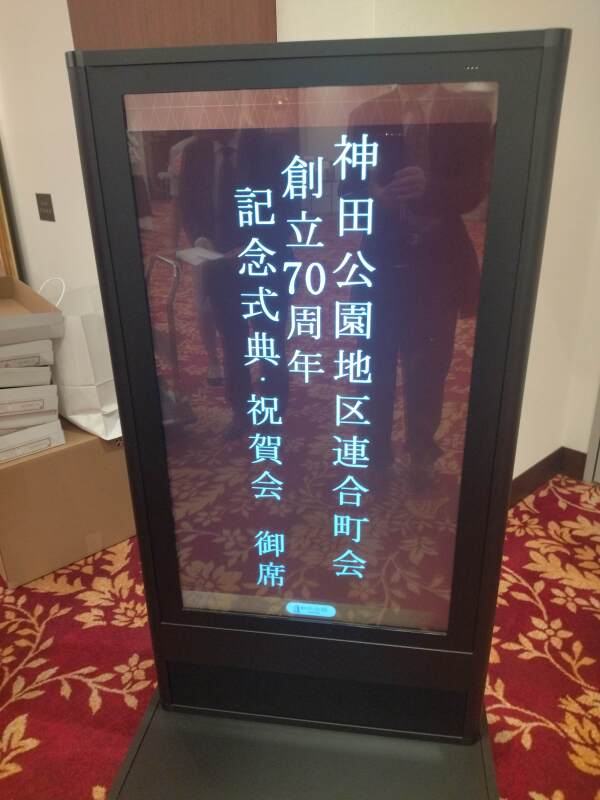 神田公園地区連合町会
創立70周年
記念式典・祝賀会 御席